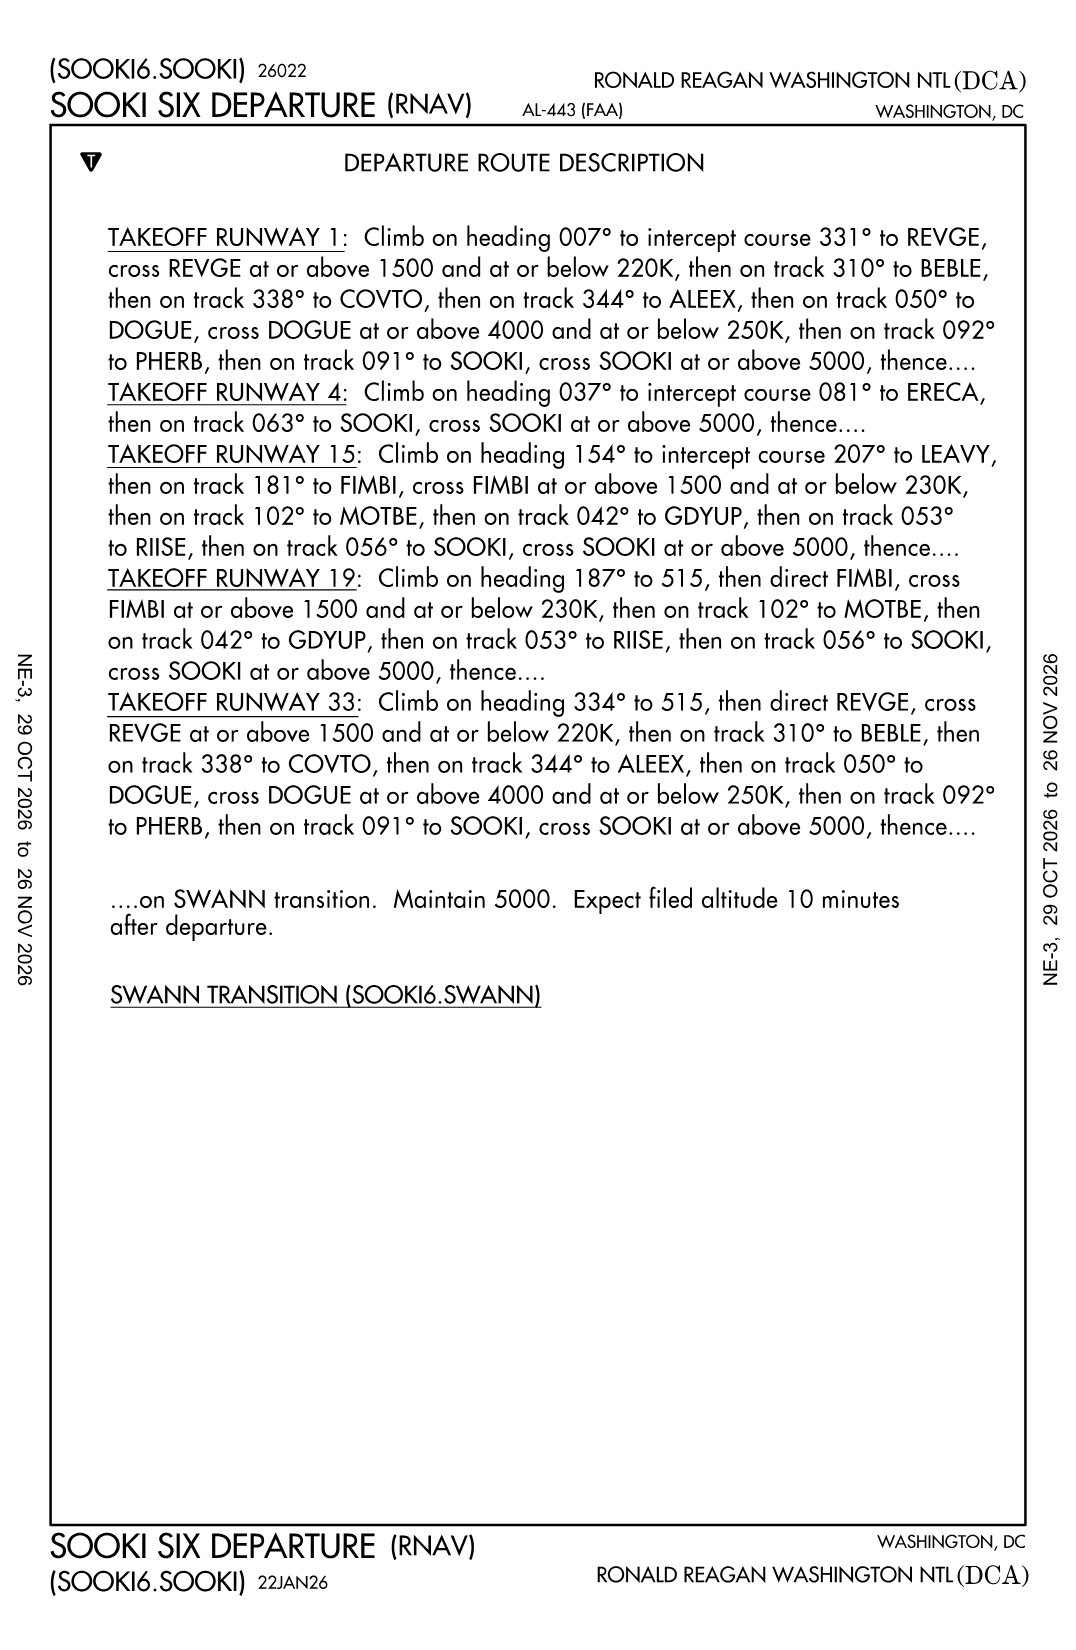 (SOOKI6.SOOKI) 26022
SOOKI SIX DEPARTURE (RNAV)
AL-443 (FAA)
RONALD REAGAN WASHINGTON NTL (DCA)
WASHINGTON, DC
T
DEPARTURE ROUTE DESCRIPTION
TAKEOFF RUNWAY 1: Climb on heading 007° to intercept course 331° to REVGE,
cross REVGE at or above 1500 and at or below 220K, then on track 310° to BEBLE,
then on track 338° to COVTO, then on track 344° to ALEEX, then on track 050° to
DOGUE, cross DOGUE at or above 4000 and at or below 250K, then on track 092°
to PHERB, then on track 091° to SOOKI, cross SOOKI at or above 5000, thence....
TAKEOFF RUNWAY 4: Climb on heading 037° to intercept course 081° to ERECA,
then on track 063° to SOOKI, cross SOOKI at or above 5000, thence....
TAKEOFF RUNWAY 15: Climb on heading 154° to intercept course 207° to LEAVY,
then on track 181° to FIMBI, cross FIMBI at or above 1500 and at or below 230K,
then on track 102° to MOTBE, then on track 042° to GDYUP, then on track 053°
to RIISE, then on track 056° to SOOKI, cross SOOKI at or above 5000, thence....
TAKEOFF RUNWAY 19: Climb on heading 187° to 515, then direct FIMBI, cross
FIMBI at or above 1500 and at or below 230K, then on track 102° to MOTBE, then
on track 042° to GDYUP, then on track 053° to RIISE, then on track 056° to SOOKI,
cross SOOKI at or above 5000, thence....
TAKEOFF RUNWAY 33: Climb on heading 334° to 515, then direct REVGE, cross
REVGE at or above 1500 and at or below 220K, then on track 310° to BEBLE, then
on track 338° to COVTO, then on track 344° to ALEEX, then on track 050° to
DOGUE, cross DOGUE at or above 4000 and at or below 250K, then on track 092°
to PHERB, then on track 091° to SOOKI, cross SOOKI at or above 5000, thence....
....on SWANN transition. Maintain 5000. Expect filed altitude 10 minutes
after departure.
SWANN TRANSITION (SOOKI6.SWANN)
NE-3, 29 OCT 2026 to 26 NOV 2026
NE-3, 29 OCT 2026 to 26 NOV 2026
SOOKI SIX DEPARTURE (RNAV)
(SOOKI6.SOOKI) 22JAN26
WASHINGTON, DC
RONALD REAGAN WASHINGTON NTL (DCA)